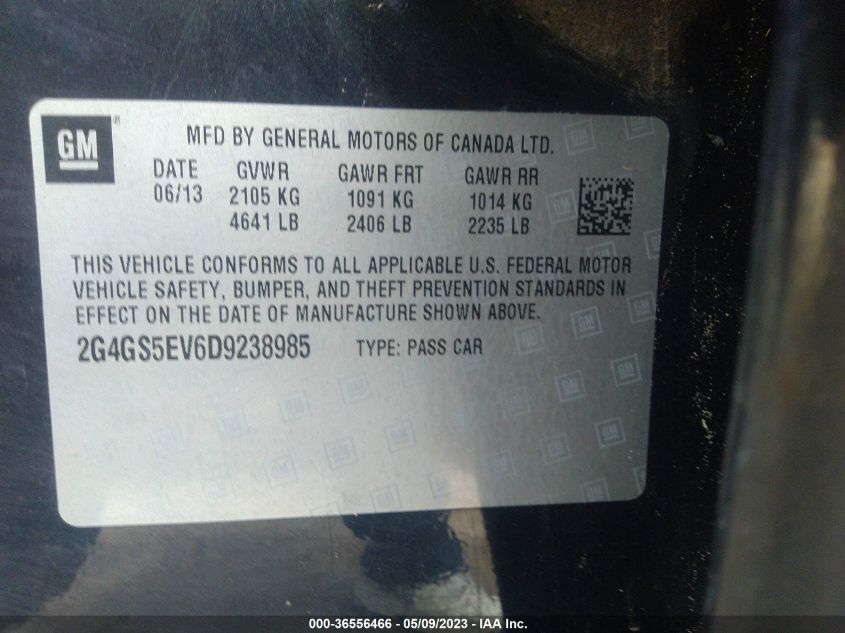 GM ®
MFD BY GENERAL MOTORS OF CANADA LTD.
DATE GVWR GAWR FRT GAWR RR
06/13 2105 KG 1091 KG 1014 KG
4641 LB 2406 LB 2235 LB
THIS VEHICLE CONFORMS TO ALL APPLICABLE U.S. FEDERAL MOTOR
VEHICLE SAFETY, BUMPER, AND THEFT PREVENTION STANDARDS IN
EFFECT ON THE DATE OF MANUFACTURE SHOWN ABOVE.
2G4GS5EV6D9238985 TYPE: PASS CAR
000-36556466 - 05/09/2023 - IAA Inc.